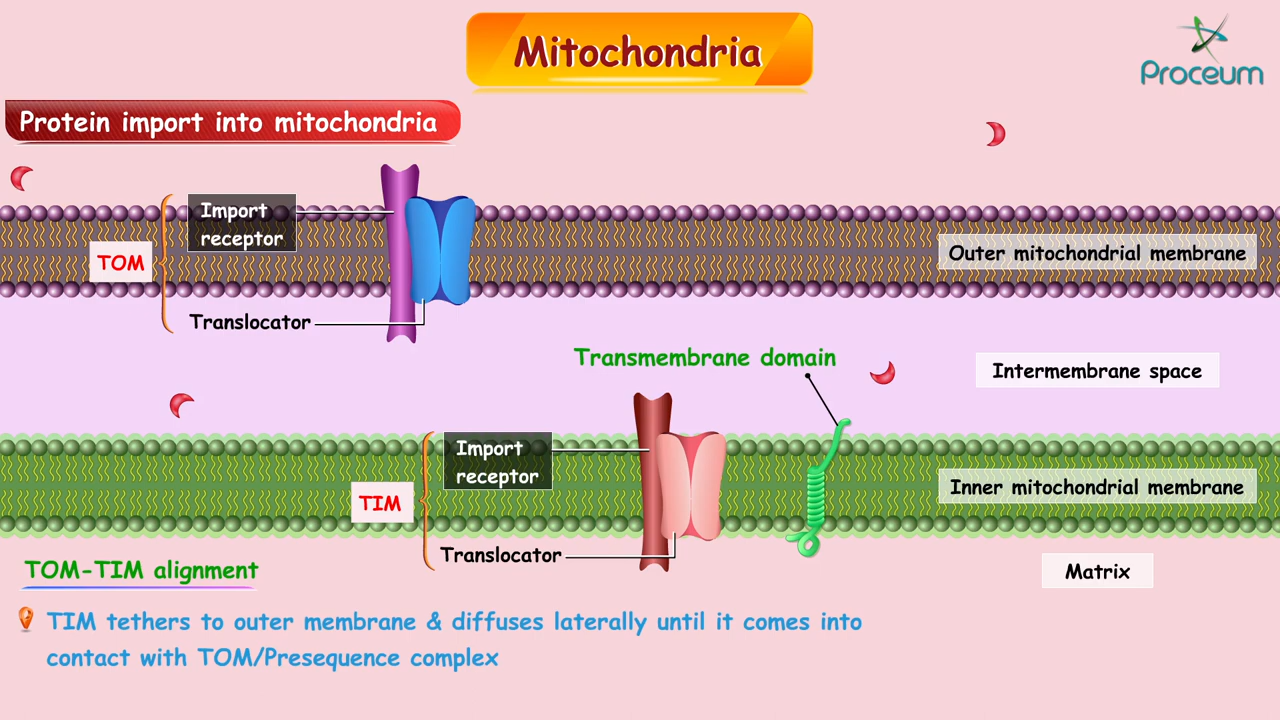 Mitochondria
Proceum
Protein import into mitochondria
Import
receptor
TOM
Outer mitochondrial membrane
Translocator
Transmembrane domain
Intermembrane space
Import
receptor
TIM
Inner mitochondrial membrane
Translocator
TOM-TIM alignment
Matrix
TIM tethers to outer membrane & diffuses laterally until it comes into
contact with TOM/Presequence complex